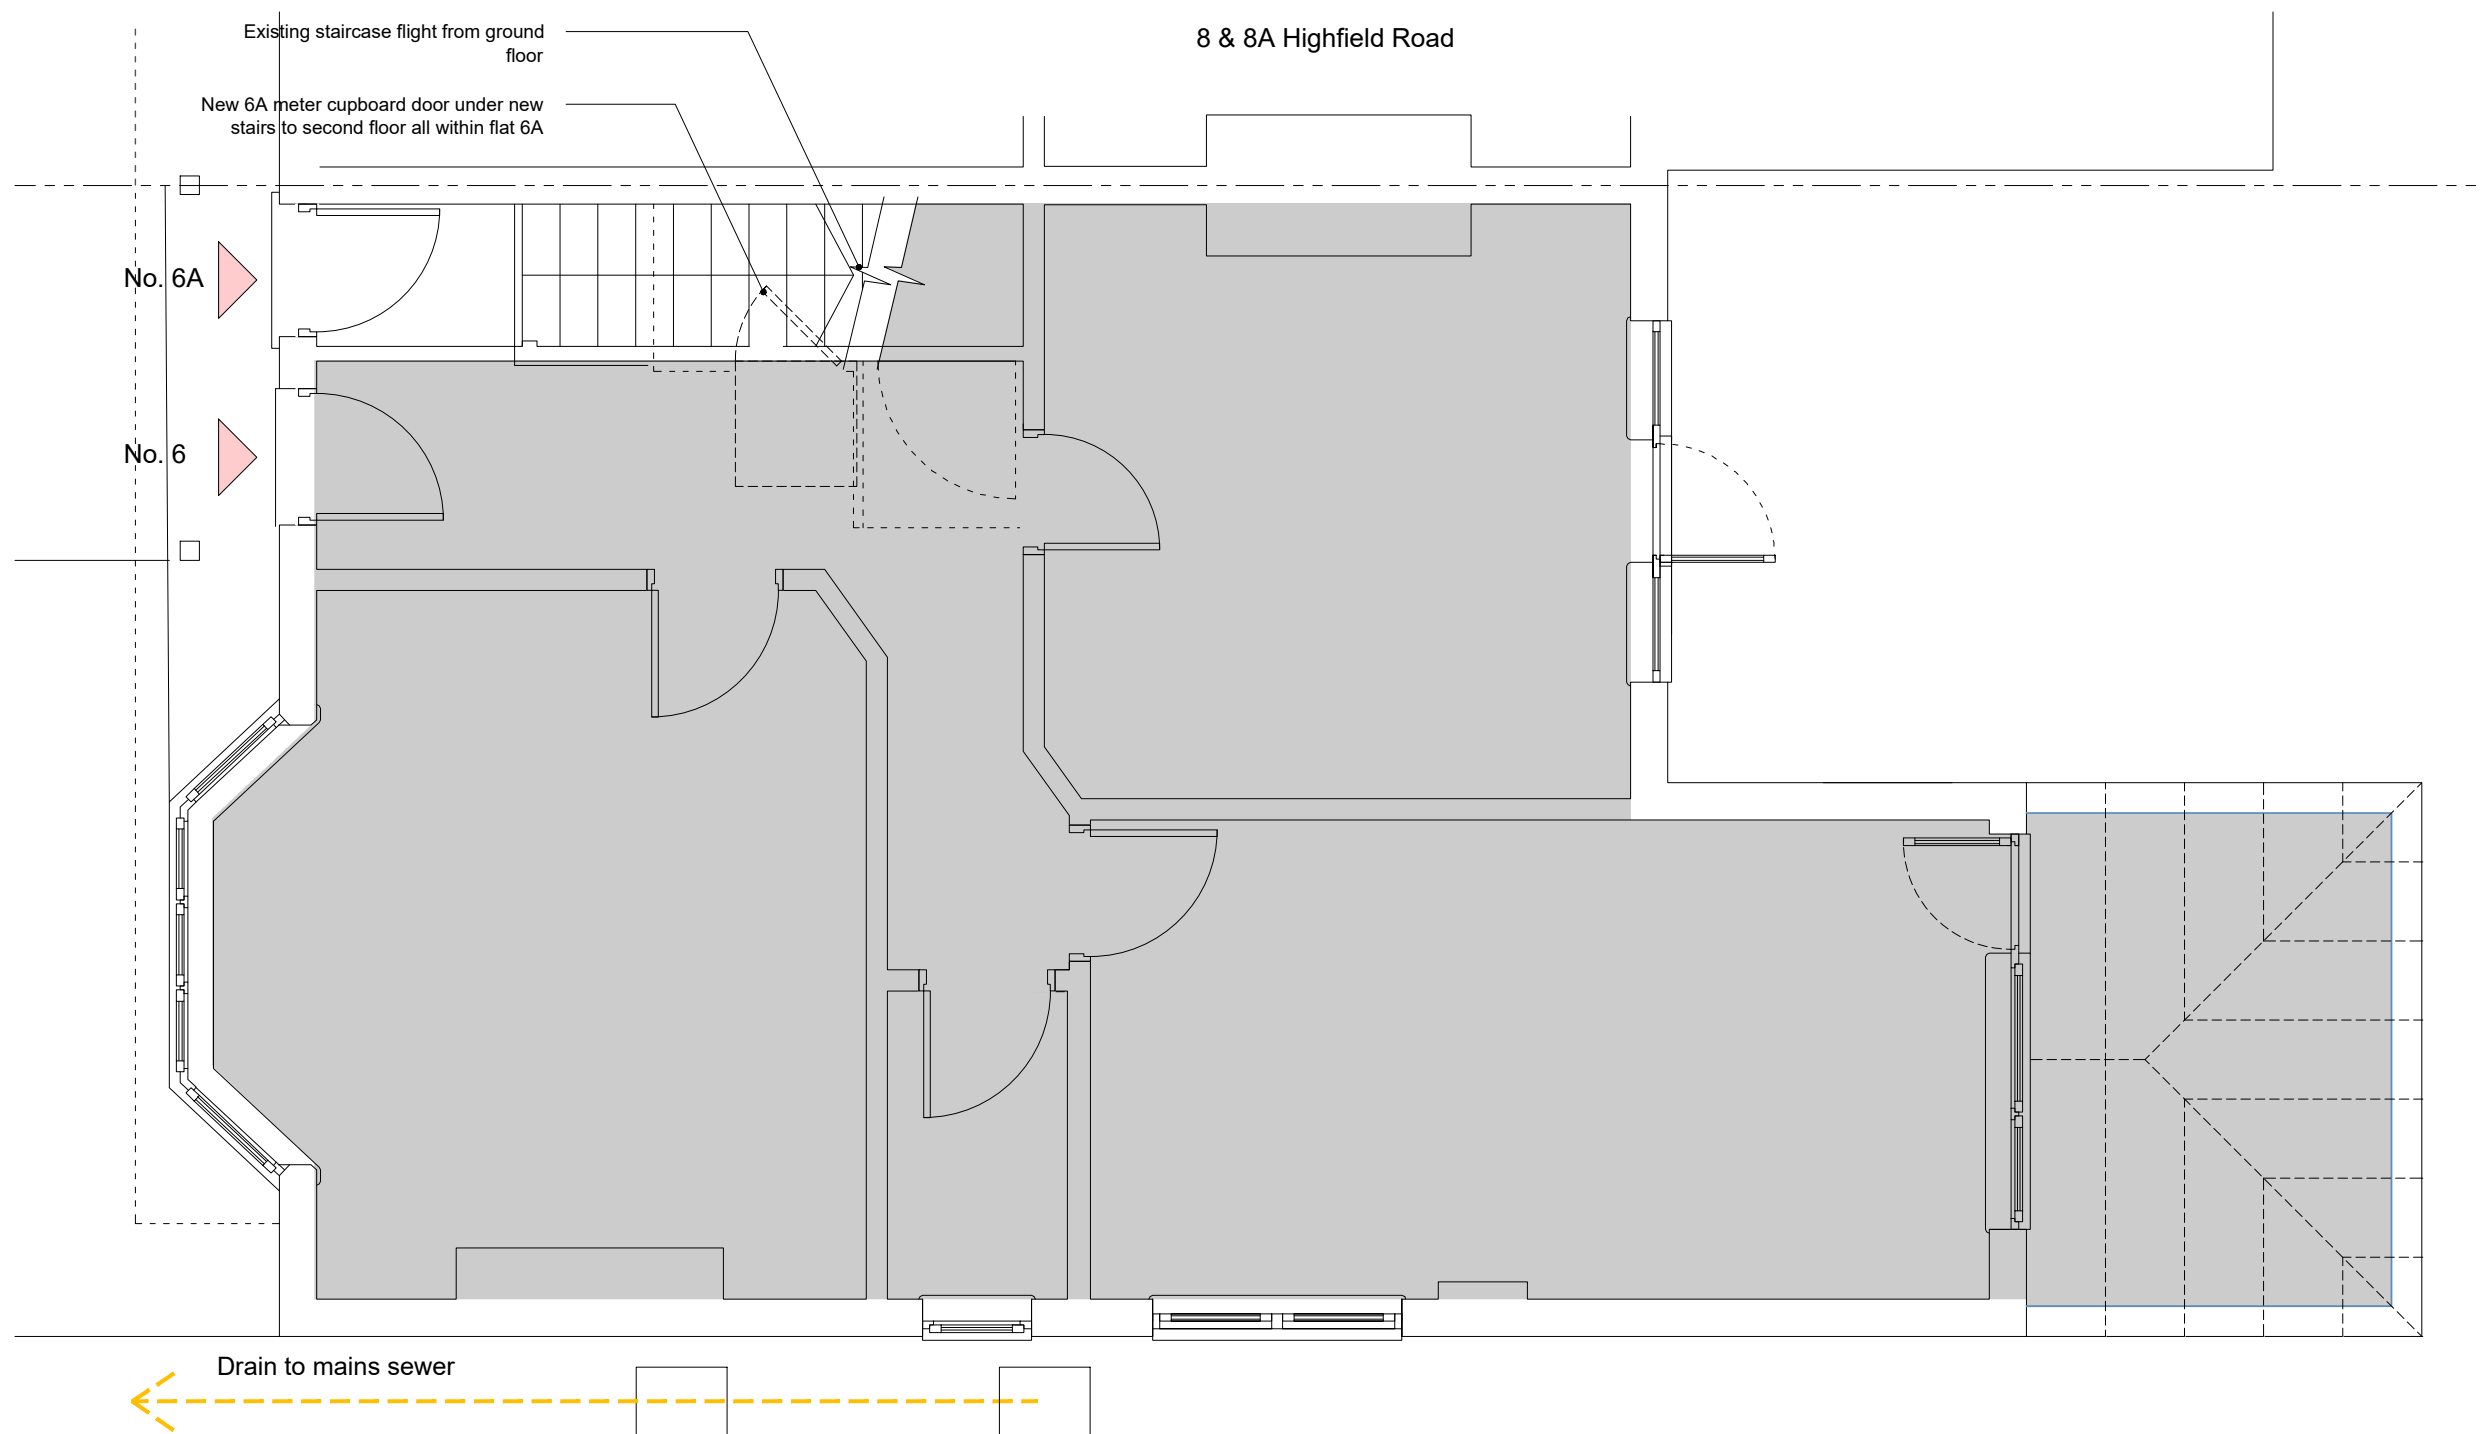 Existing staircase flight from ground
floor
8 & 8A Highfield Road
New 6A meter cupboard door under new
stairs to second floor all within flat 6A
No. 6A
No. 6
Drain to mains sewer